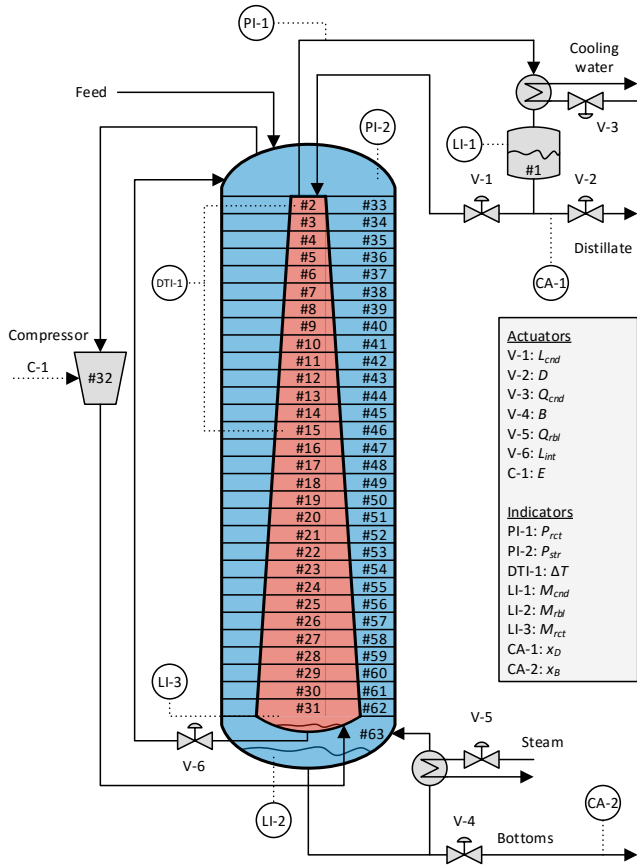 PI-1
Cooling
water
Feed
PI-2
LI-1
V-3
#1
V-1
V-2
Distillate
CA-1
#2 #33
#3 #34
#4 #35
#5 #36
#6 #37
DTI-1
#7 #38
#8 #39
#9 #40
#10 #41
#11 #42
#12 #43
#13 #44
#14 #45
#15 #46
#16 #47
#17 #48
#18 #49
#19 #50
#20 #51
#21 #52
#22 #53
#23 #54
#24 #55
#25 #56
#26 #57
#27 #58
#28 #59
#29 #60
#30 #61
#31 #62
#63
Compressor
C-1
#32
Actuators
V-1: Lcnd
V-2: D
V-3: Qcnd
V-4: B
V-5: Qrbl
V-6: Lint
C-1: E
Indicators
PI-1: Prct
PI-2: Pstr
DTI-1: ΔT
LI-1: Mcnd
LI-2: Mrbl
LI-3: Mrct
CA-1: xD
CA-2: xB
LI-3
V-6
LI-2
V-5
Steam
V-4
Bottoms
CA-2